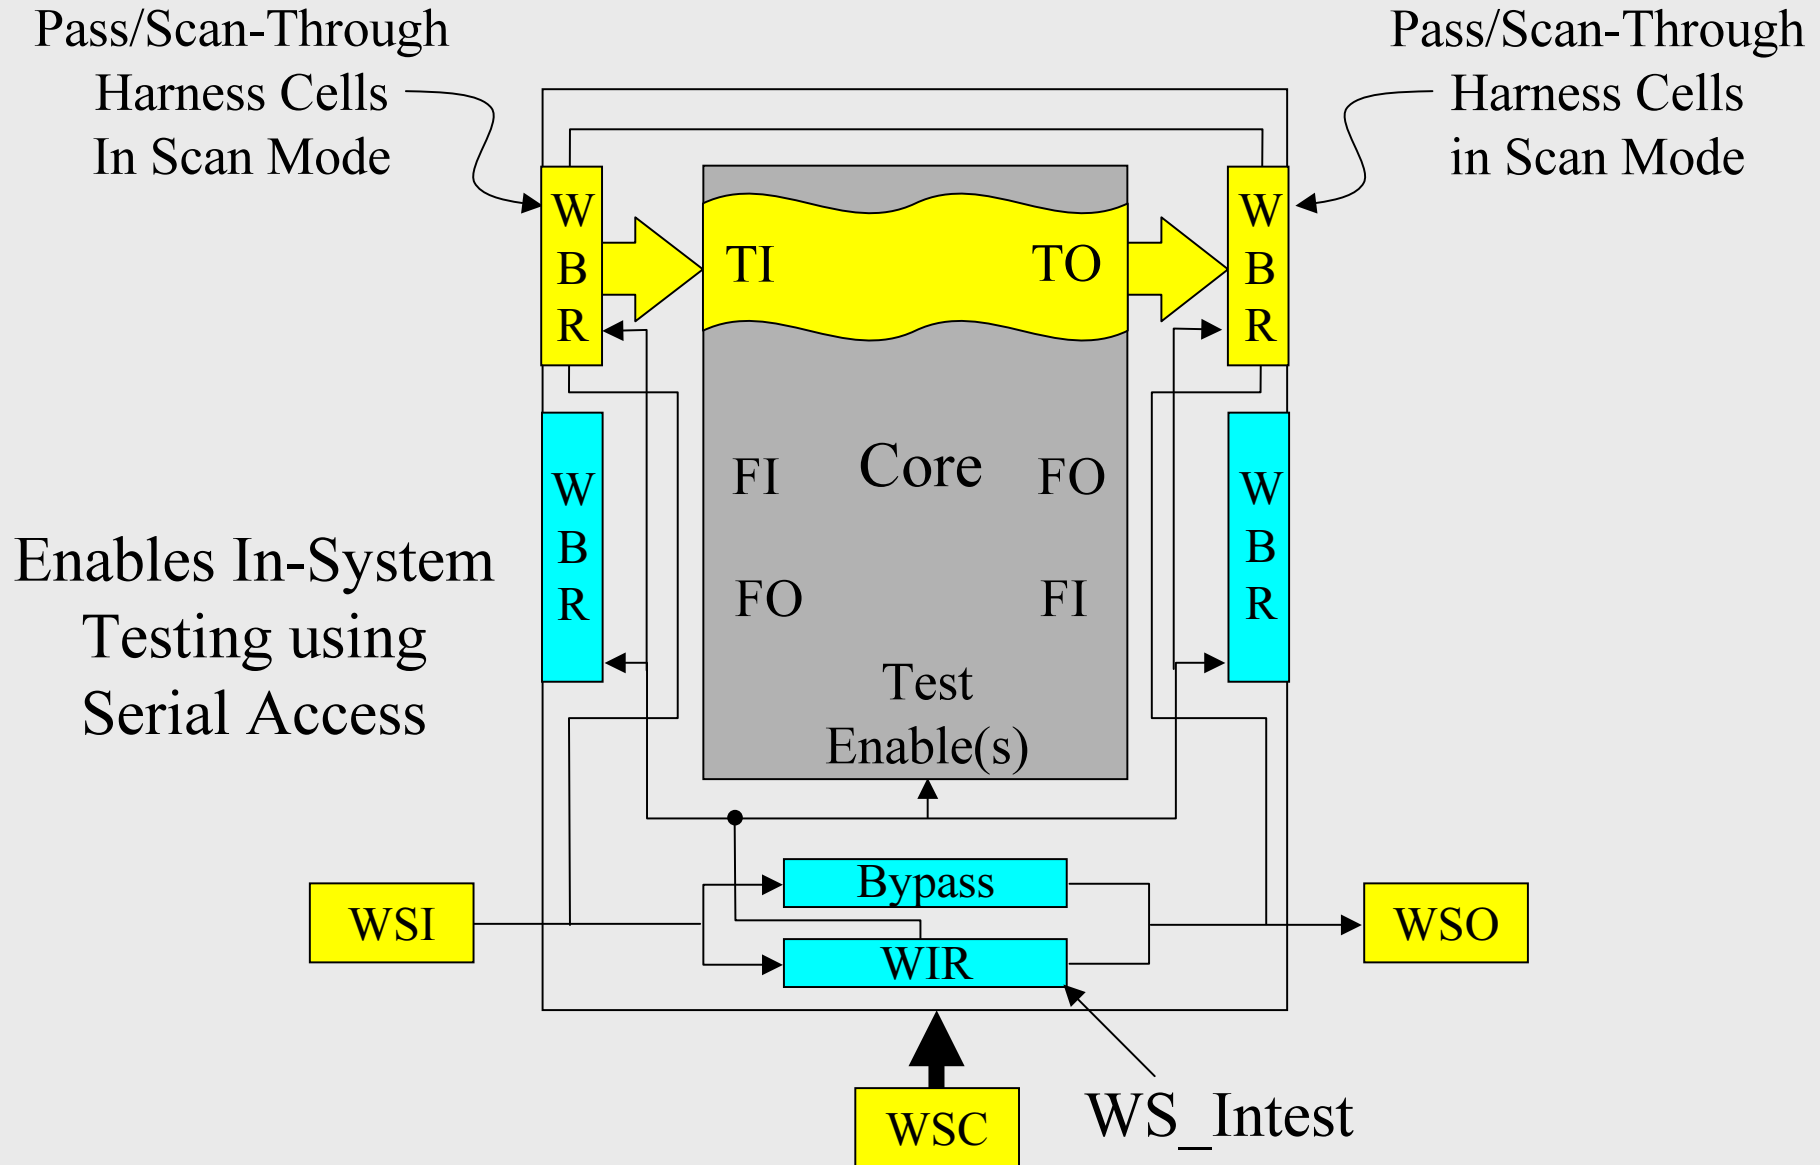 Pass/Scan-Through
Harness Cells
In Scan Mode
Pass/Scan-Through
Harness Cells
in Scan Mode
W
B
R
TI
TO
W
B
R
W
B
R
FI
Core
FO
W
B
R
FO
FI
Enables In-System
Testing using
Serial Access
Test
Enable(s)
Bypass
WSI
WSO
WIR
WSC
WS_Intest